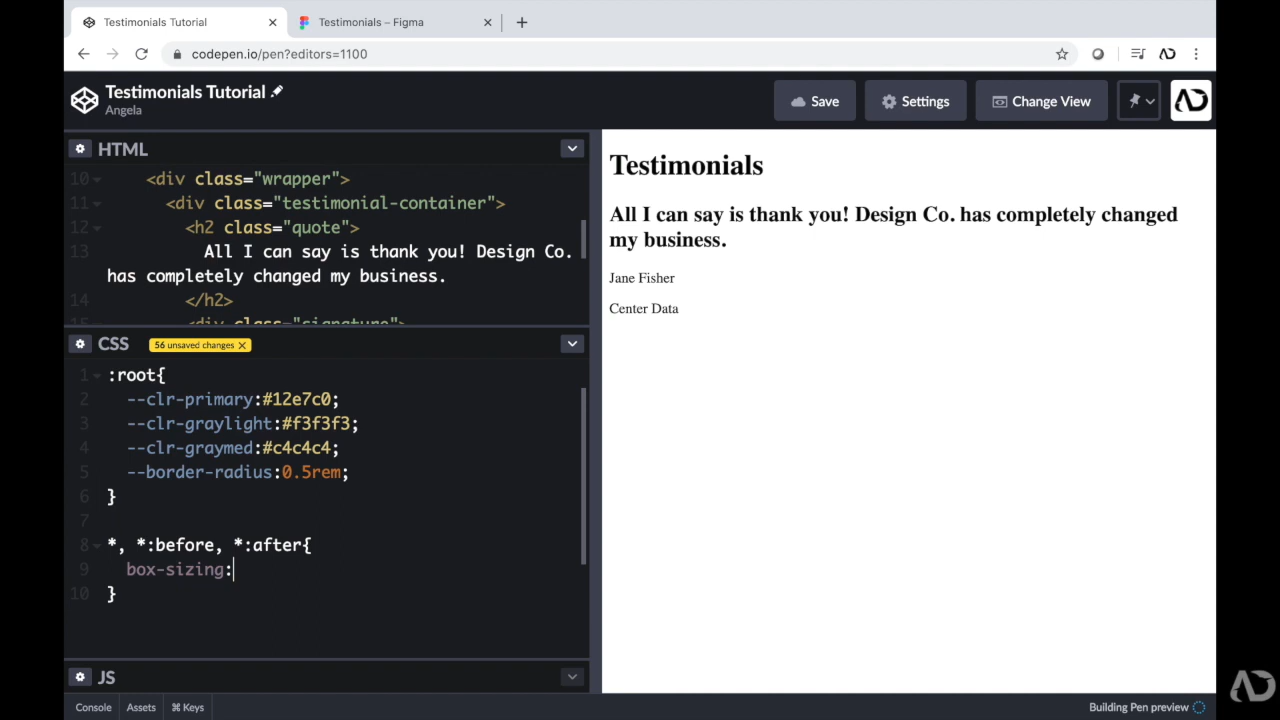 Testimonials Tutorial
Testimonials – Figma
codepen.io/pen?editors=1100
Testimonials Tutorial
Angela
Save
Settings
Change View
HTML
10 <div class="wrapper">
11 <div class="testimonial-container">
12 <h2 class="quote">
13 All I can say is thank you! Design Co.
has completely changed my business.
14 </h2>
15 <div class="signature">
CSS
56 unsaved changes
1 :root{
2 --clr-primary:#12e7c0;
3 --clr-graylight:#f3f3f3;
4 --clr-graymed:#c4c4c4;
5 --border-radius:0.5rem;
6 }
7
8 *, *:before, *:after{
9 box-sizing:
10 }
JS
Testimonials
All I can say is thank you! Design Co. has completely changed
my business.
Jane Fisher
Center Data
Console
Assets
⌘ Keys
Building Pen preview